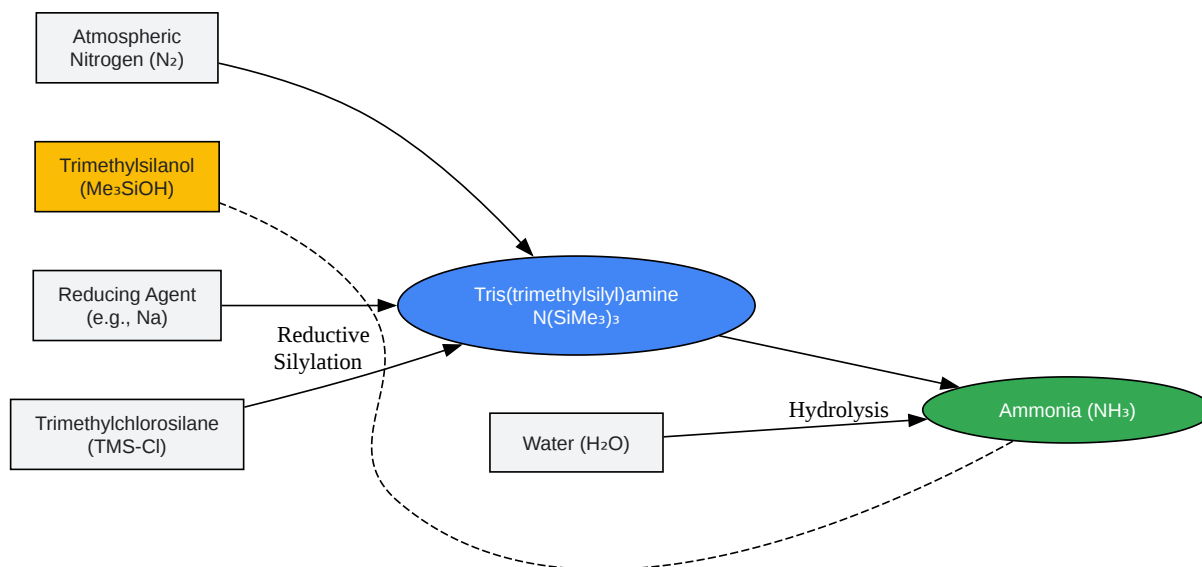 Atmospheric
Nitrogen (N₂)
Trimethylsilanol
(Me₃SiOH)
Reducing Agent
(e.g., Na)
Tris(trimethylsilyl)amine
N(SiMe₃)₃
Reductive
Silylation
Trimethylchlorosilane
(TMS-Cl)
Water (H₂O)
Hydrolysis
Ammonia (NH₃)